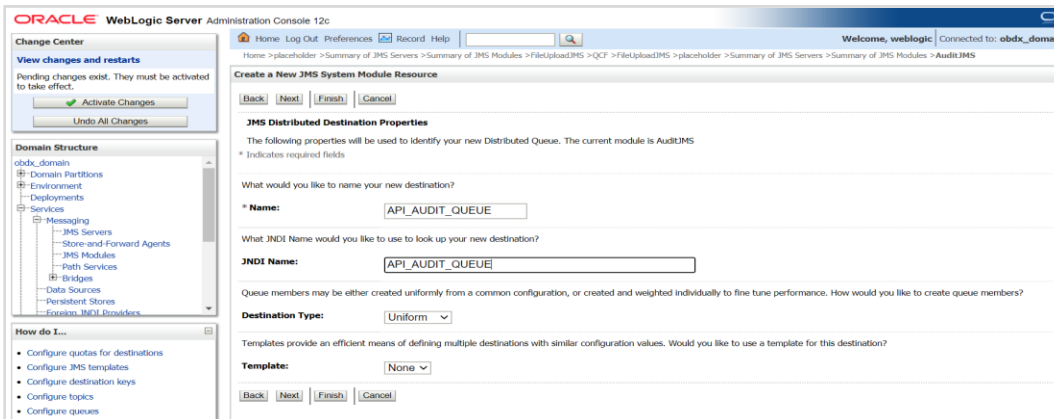 ORACLE WebLogic Server Administration Console 12c
Change Center
View changes and restarts
Pending changes exist. They must be activated
to take effect.
Activate Changes
Undo All Changes
Domain Structure
obdx_domain
Domain Partitions
Environment
Deployments
Services
Messaging
JMS Servers
Store-and-Forward Agents
JMS Modules
Path Services
Bridges
Data Sources
Persistent Stores
Foreign JNDI Providers
How do I...
Configure quotas for destinations
Configure JMS templates
Configure destination keys
Configure topics
Configure queues
Home Log Out Preferences Record Help
Welcome, weblogic Connected to: obdx_doma
Home >placeholder >Summary of JMS Servers >Summary of JMS Modules >FileUploadJMS >QCF >FileUploadJMS >placeholder >Summary of JMS Servers >Summary of JMS Modules >AuditJMS
Create a New JMS System Module Resource
Back Next Finish Cancel
JMS Distributed Destination Properties
The following properties will be used to identify your new Distributed Queue. The current module is AuditJMS
* Indicates required fields
What would you like to name your new destination?
* Name: API_AUDIT_QUEUE
What JNDI Name would you like to use to look up your new destination?
JNDI Name: API_AUDIT_QUEUE
Queue members may be either created uniformly from a common configuration, or created and weighted individually to fine tune performance. How would you like to create queue members?
Destination Type: Uniform
Templates provide an efficient means of defining multiple destinations with similar configuration values. Would you like to use a template for this destination?
Template: None
Back Next Finish Cancel